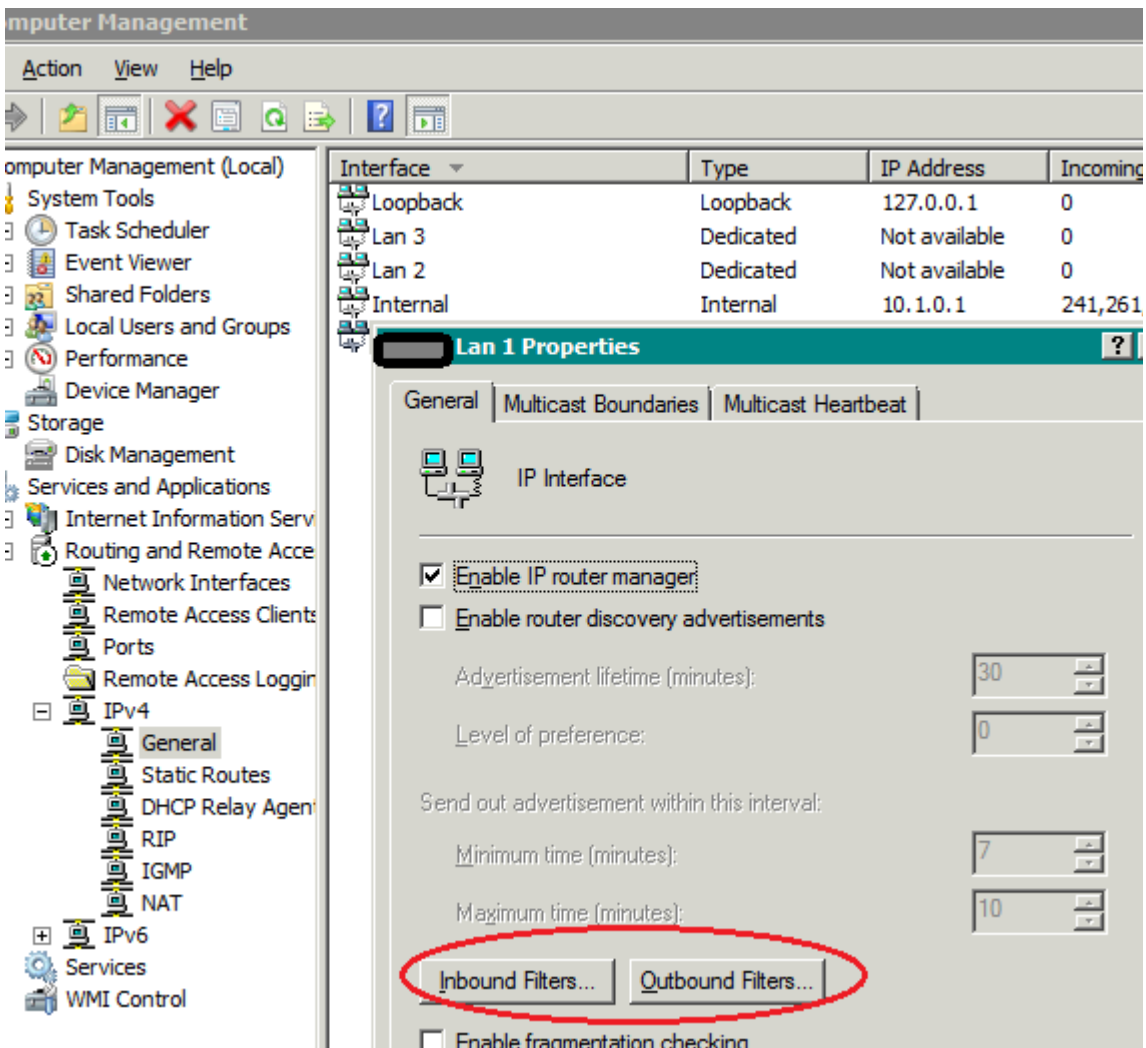 omputer Management
Action View Help
omputer Management (Local)
System Tools
Task Scheduler
Event Viewer
Shared Folders
Local Users and Groups
Performance
Device Manager
Storage
Disk Management
Services and Applications
Internet Information Servi
Routing and Remote Acce
Network Interfaces
Remote Access Clients
Ports
Remote Access Loggin
IPv4
General
Static Routes
DHCP Relay Agent
RIP
IGMP
NAT
IPv6
Services
WMI Control
Interface Type IP Address Incoming
Loopback Loopback 127.0.0.1 0
Lan 3 Dedicated Not available 0
Lan 2 Dedicated Not available 0
Internal Internal 10.1.0.1 241,261,
Lan 1 Properties ?
General Multicast Boundaries Multicast Heartbeat
IP Interface
Enable IP router manager
Enable router discovery advertisements
Advertisement lifetime (minutes): 30
Level of preference: 0
Send out advertisement within this interval:
Minimum time (minutes): 7
Maximum time (minutes): 10
Inbound Filters... Outbound Filters...
Enable fragmentation checking